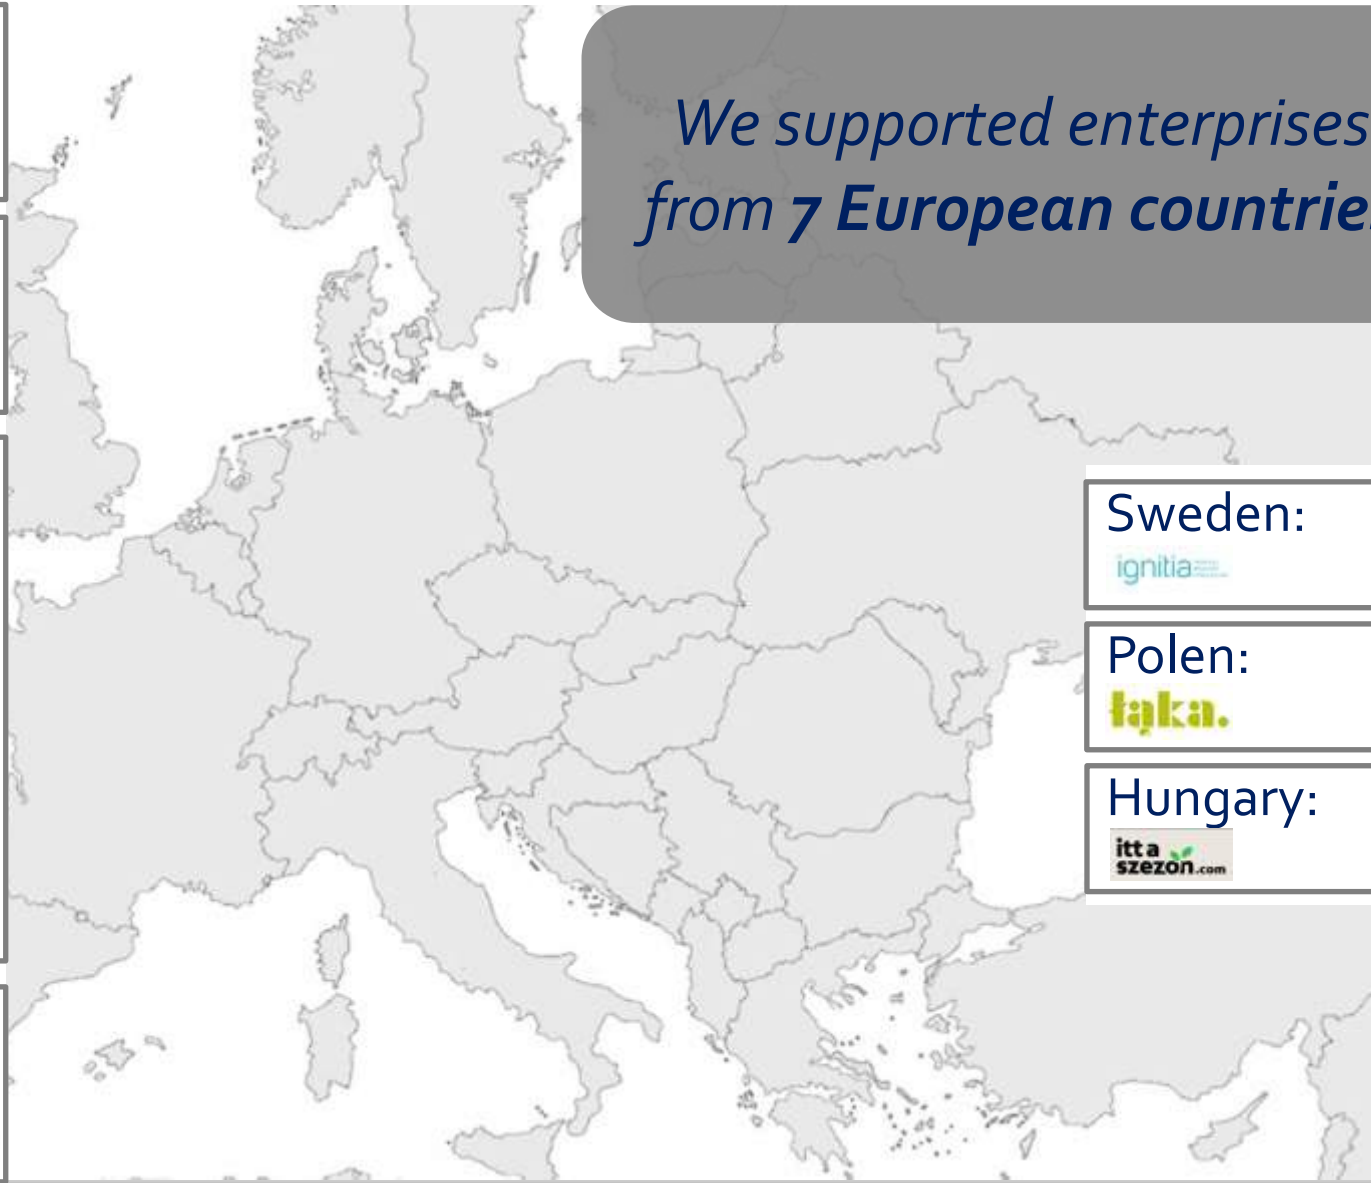 We supported enterprises
from 7 European countrie
Sweden:
ignitia
Polen:
łąka.
Hungary:
itt a
szezon.com